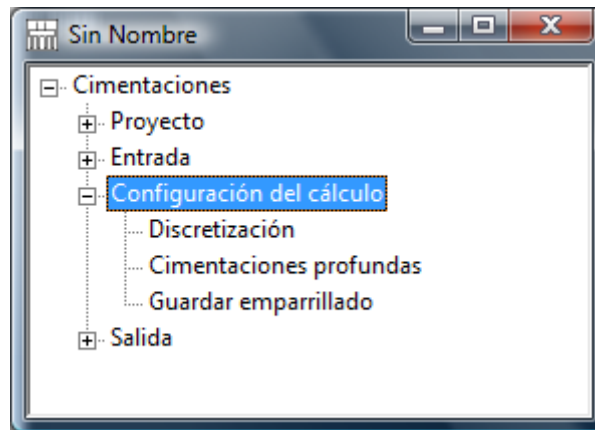 Sin Nombre
Cimentaciones
Proyecto
Entrada
Configuración del cálculo
Discretización
Cimentaciones profundas
Guardar emparrillado
Salida